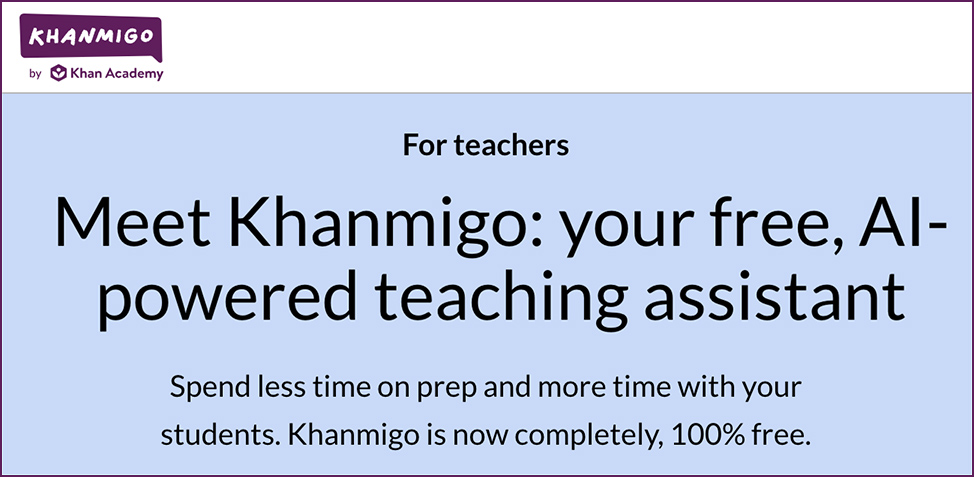 KHANMIGO
by Khan Academy
For teachers
Meet Khanmigo: your free, AI-
powered teaching assistant
Spend less time on prep and more time with your
students. Khanmigo is now completely, 100% free.